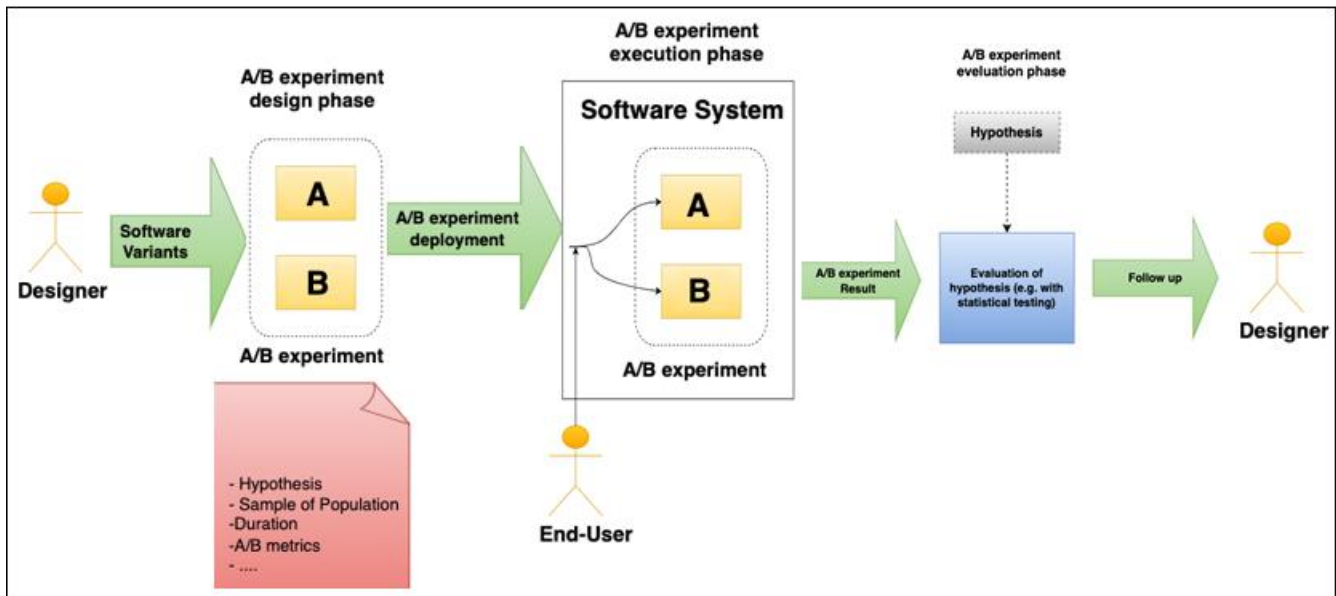 A/B experiment
design phase
A/B experiment
execution phase
A/B experiment
eveluation phase
Designer
Software
Variants
A
B
A/B experiment
- Hypothesis
- Sample of Population
-Duration
-A/B metrics
- ....
A/B experiment
deployment
Software System
A
B
A/B experiment
End-User
A/B experiment
Result
Hypothesis
Evaluation of
hypothesis (e.g. with
statistical testing)
Follow up
Designer